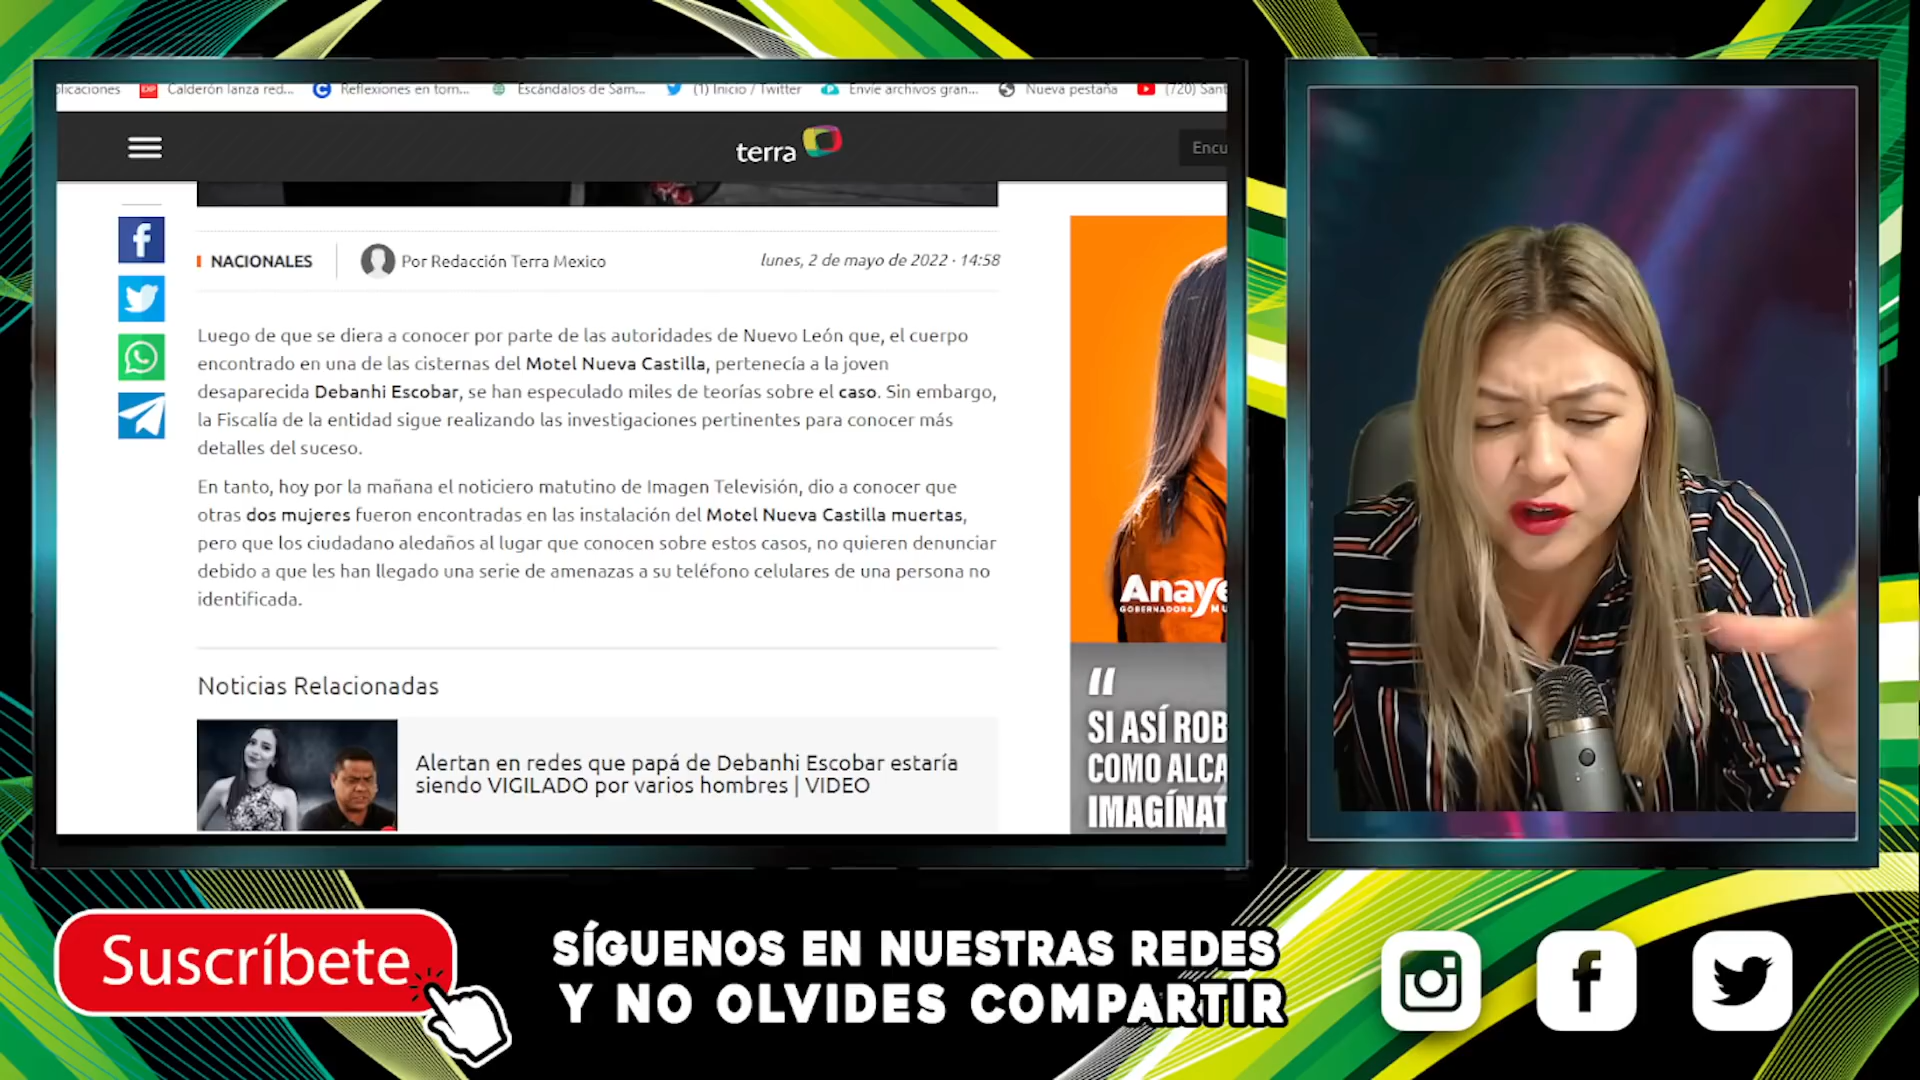 plicaciones
Calderón lanza red...
Reflexiones en torn...
Escándalos de Sam...
(1) Inicio / Twitter
Envíe archivos gran...
Nueva pestaña
(720) Sant
terra
Encu
NACIONALES
Por Redacción Terra Mexico
lunes, 2 de mayo de 2022 · 14:58
Luego de que se diera a conocer por parte de las autoridades de Nuevo León que, el cuerpo
encontrado en una de las cisternas del Motel Nueva Castilla, pertenecía a la joven
desaparecida Debanhi Escobar, se han especulado miles de teorías sobre el caso. Sin embargo,
la Fiscalía de la entidad sigue realizando las investigaciones pertinentes para conocer más
detalles del suceso.
En tanto, hoy por la mañana el noticiero matutino de Imagen Televisión, dio a conocer que
otras dos mujeres fueron encontradas en las instalación del Motel Nueva Castilla muertas,
pero que los ciudadano aledaños al lugar que conocen sobre estos casos, no quieren denunciar
debido a que les han llegado una serie de amenazas a su teléfono celulares de una persona no
identificada.
Noticias Relacionadas
Alertan en redes que papá de Debanhi Escobar estaría
siendo VIGILADO por varios hombres | VIDEO
Anaye
GOBERNADORA MU
“
SI ASÍ ROB
COMO ALCA
IMAGÍNAT
Suscríbete
SÍGUENOS EN NUESTRAS REDES
Y NO OLVIDES COMPARTIR